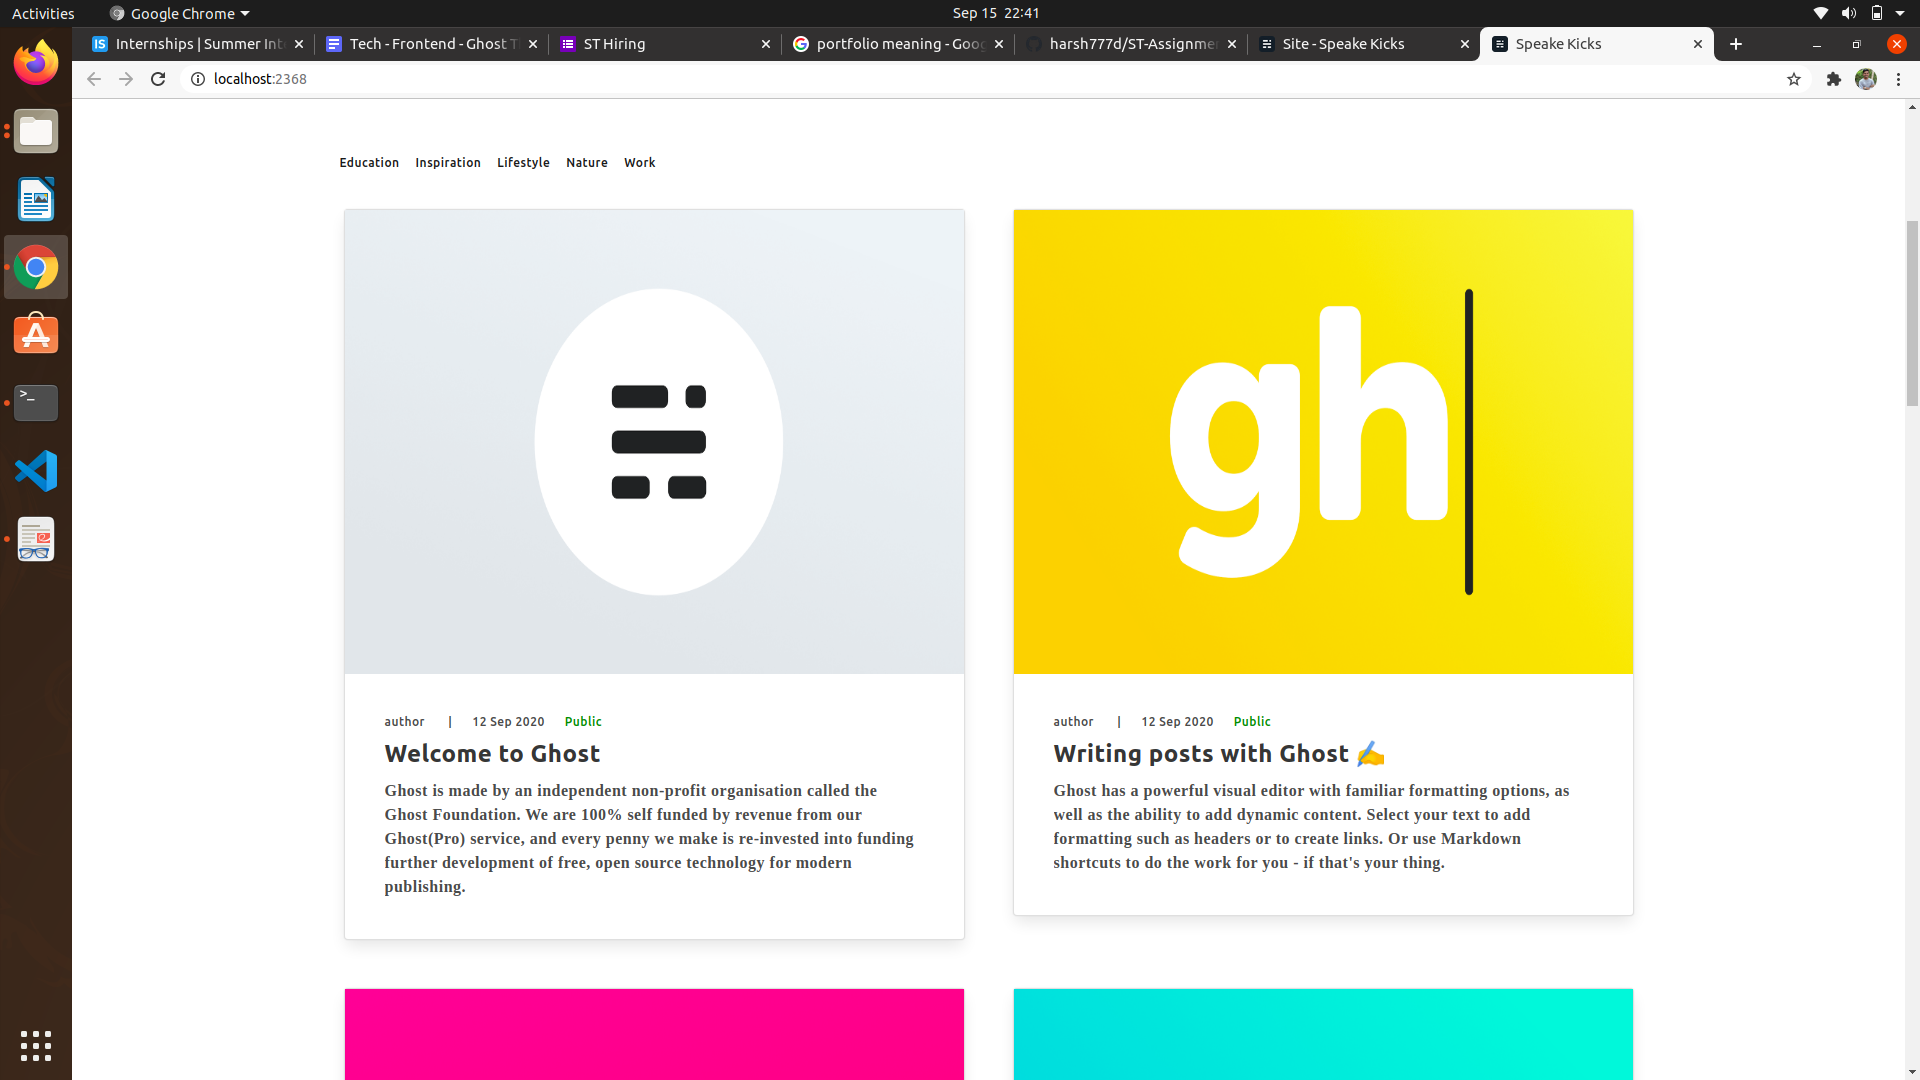 Activities
Google Chrome
Sep 15 22:41
Internships | Summer Int
Tech - Frontend - Ghost T
ST Hiring
portfolio meaning - Goog
harsh777d/ST-Assignme
Site - Speake Kicks
Speake Kicks
localhost:2368
Education Inspiration Lifestyle Nature Work
gh
author | 12 Sep 2020 Public
Welcome to Ghost
Ghost is made by an independent non-profit organisation called the
Ghost Foundation. We are 100% self funded by revenue from our
Ghost(Pro) service, and every penny we make is re-invested into funding
further development of free, open source technology for modern
publishing.
author | 12 Sep 2020 Public
Writing posts with Ghost ✍️
Ghost has a powerful visual editor with familiar formatting options, as
well as the ability to add dynamic content. Select your text to add
formatting such as headers or to create links. Or use Markdown
shortcuts to do the work for you - if that's your thing.